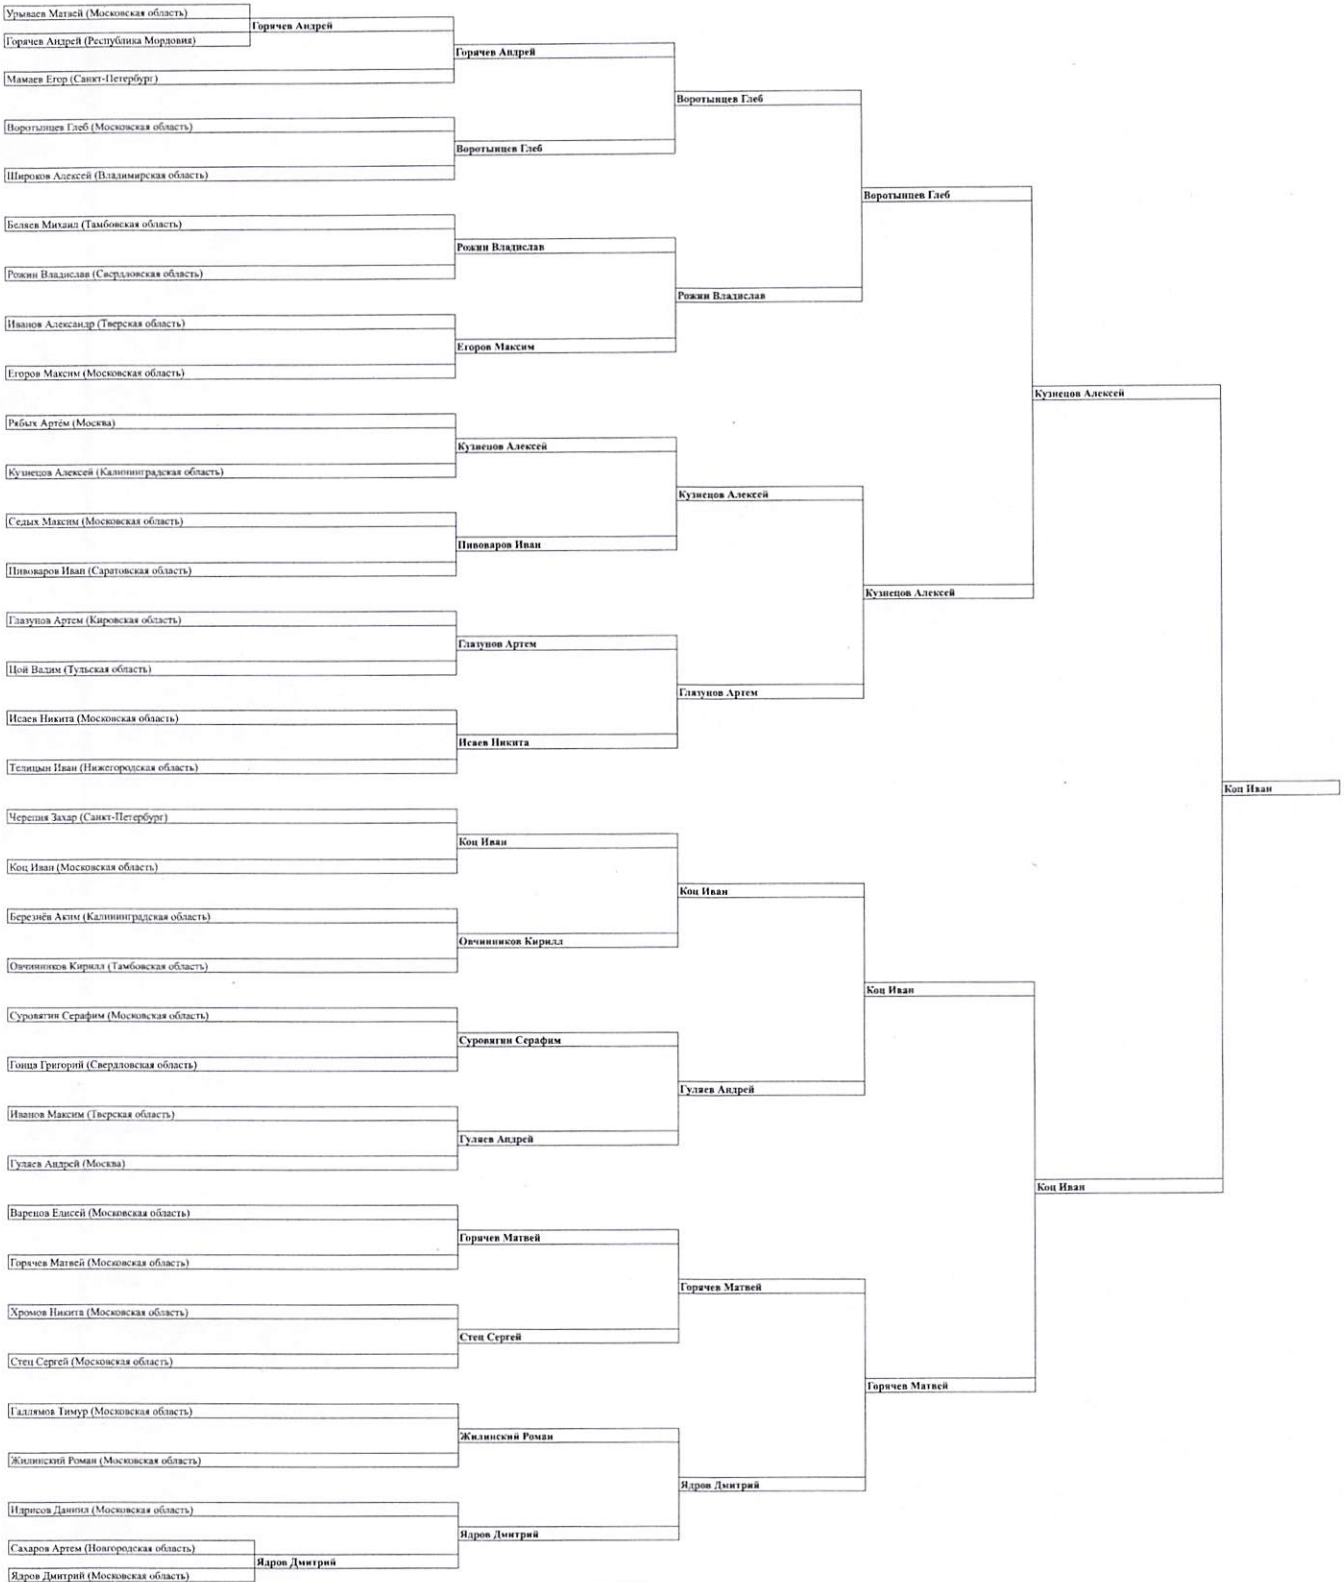 Урываев Матвей (Московская область)
Горячев Андрей
Горячев Андрей (Республика Мордовия)
Горячев Андрей
Мамаев Егор (Санкт-Петербург)
Воротынцев Глеб
Воротынцев Глеб (Московская область)
Воротынцев Глеб
Широков Алексей (Владимирская область)
Воротынцев Глеб
Беляев Михаил (Тамбовская область)
Рожин Владислав
Рожин Владислав (Свердловская область)
Рожин Владислав
Иванов Александр (Тверская область)
Егоров Максим
Егоров Максим (Московская область)
Кузнецов Алексей
Рябых Артём (Москва)
Кузнецов Алексей
Кузнецов Алексей (Калининградская область)
Кузнецов Алексей
Седых Максим (Московская область)
Пивоваров Иван
Пивоваров Иван (Саратовская область)
Кузнецов Алексей
Глазунов Артем (Кировская область)
Глазунов Артем
Цой Вадим (Тульская область)
Глазунов Артем
Исаев Никита (Московская область)
Исаев Никита
Телицын Иван (Нижегородская область)
Коц Иван
Черепня Захар (Санкт-Петербург)
Коц Иван
Коц Иван (Московская область)
Коц Иван
Березнёв Аким (Калининградская область)
Овчинников Кирилл
Овчинников Кирилл (Тамбовская область)
Коц Иван
Суровягин Серафим (Московская область)
Суровягин Серафим
Гонца Григорий (Свердловская область)
Гуляев Андрей
Иванов Максим (Тверская область)
Гуляев Андрей
Гуляев Андрей (Москва)
Коц Иван
Варенов Елисей (Московская область)
Горячев Матвей
Горячев Матвей (Московская область)
Горячев Матвей
Хромов Никита (Московская область)
Стец Сергей
Стец Сергей (Московская область)
Горячев Матвей
Галлямов Тимур (Московская область)
Жилинский Роман
Жилинский Роман (Московская область)
Ядров Дмитрий
Идрисов Даниил (Московская область)
Ядров Дмитрий
Сахаров Артем (Новгородская область)
Ядров Дмитрий
Ядров Дмитрий (Московская область)